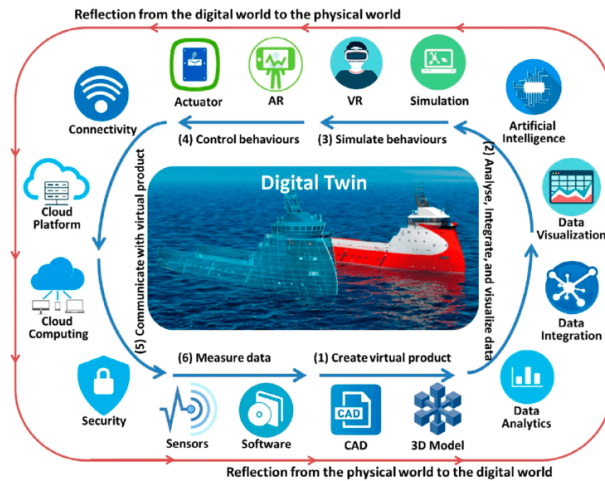 Reflection from the digital world to the physical world
Actuator
AR
VR
Simulation
Connectivity
Artificial
Intelligence
(4) Control behaviours
(3) Simulate behaviours
(2) Analyse, Integrate, and visualize data
Digital Twin
Cloud
Platform
Data
Visualization
(5) Communicate with virtual product
Cloud
Computing
Data
Integration
(6) Measure data
(1) Create virtual product
Security
Sensors
Software
CAD
CAD
3D Model
Data
Analytics
Reflection from the physical world to the digital world